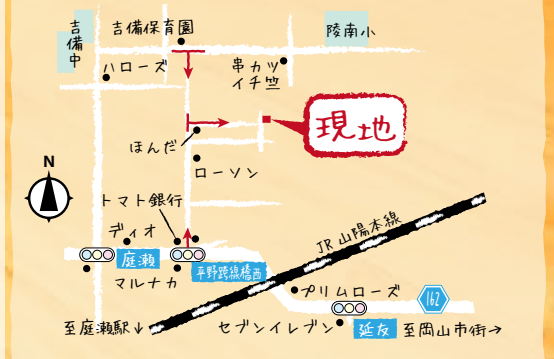 吉備中
吉備保育園
陵南小
ハローズ
串カツ
イチ竺
現地
ほんだ
ローソン
N
トマト銀行
ディオ
JR山陽本線
庭瀬
平野跨線橋西
マルナカ
プリムローズ
162
至庭瀬駅↓
セブンイレブン
延友
至岡山市街→